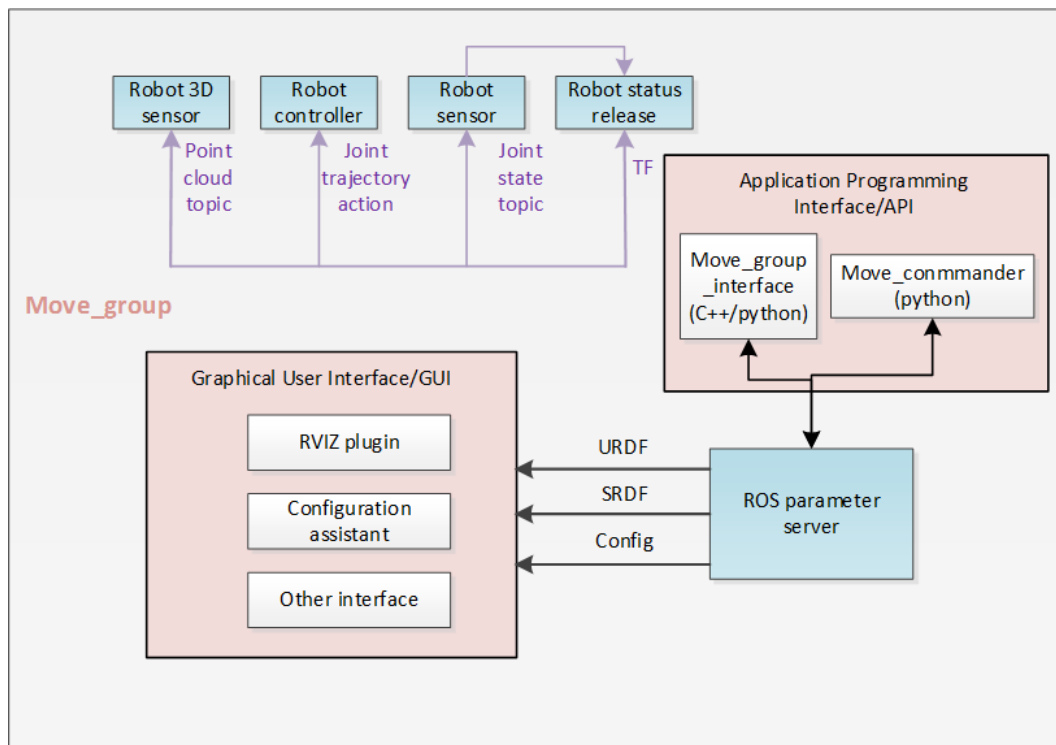 Robot 3D
sensor
Robot
controller
Robot
sensor
Robot status
release
Point
cloud
topic
Joint
trajectory
action
Joint
state
topic
TF
Application Programming
Interface/API
Move_group
_interface
(C++/python)
Move_conmmander
(python)
Move_group
Graphical User Interface/GUI
RVIZ plugin
Configuration
assistant
Other interface
URDF
SRDF
Config
ROS parameter
server